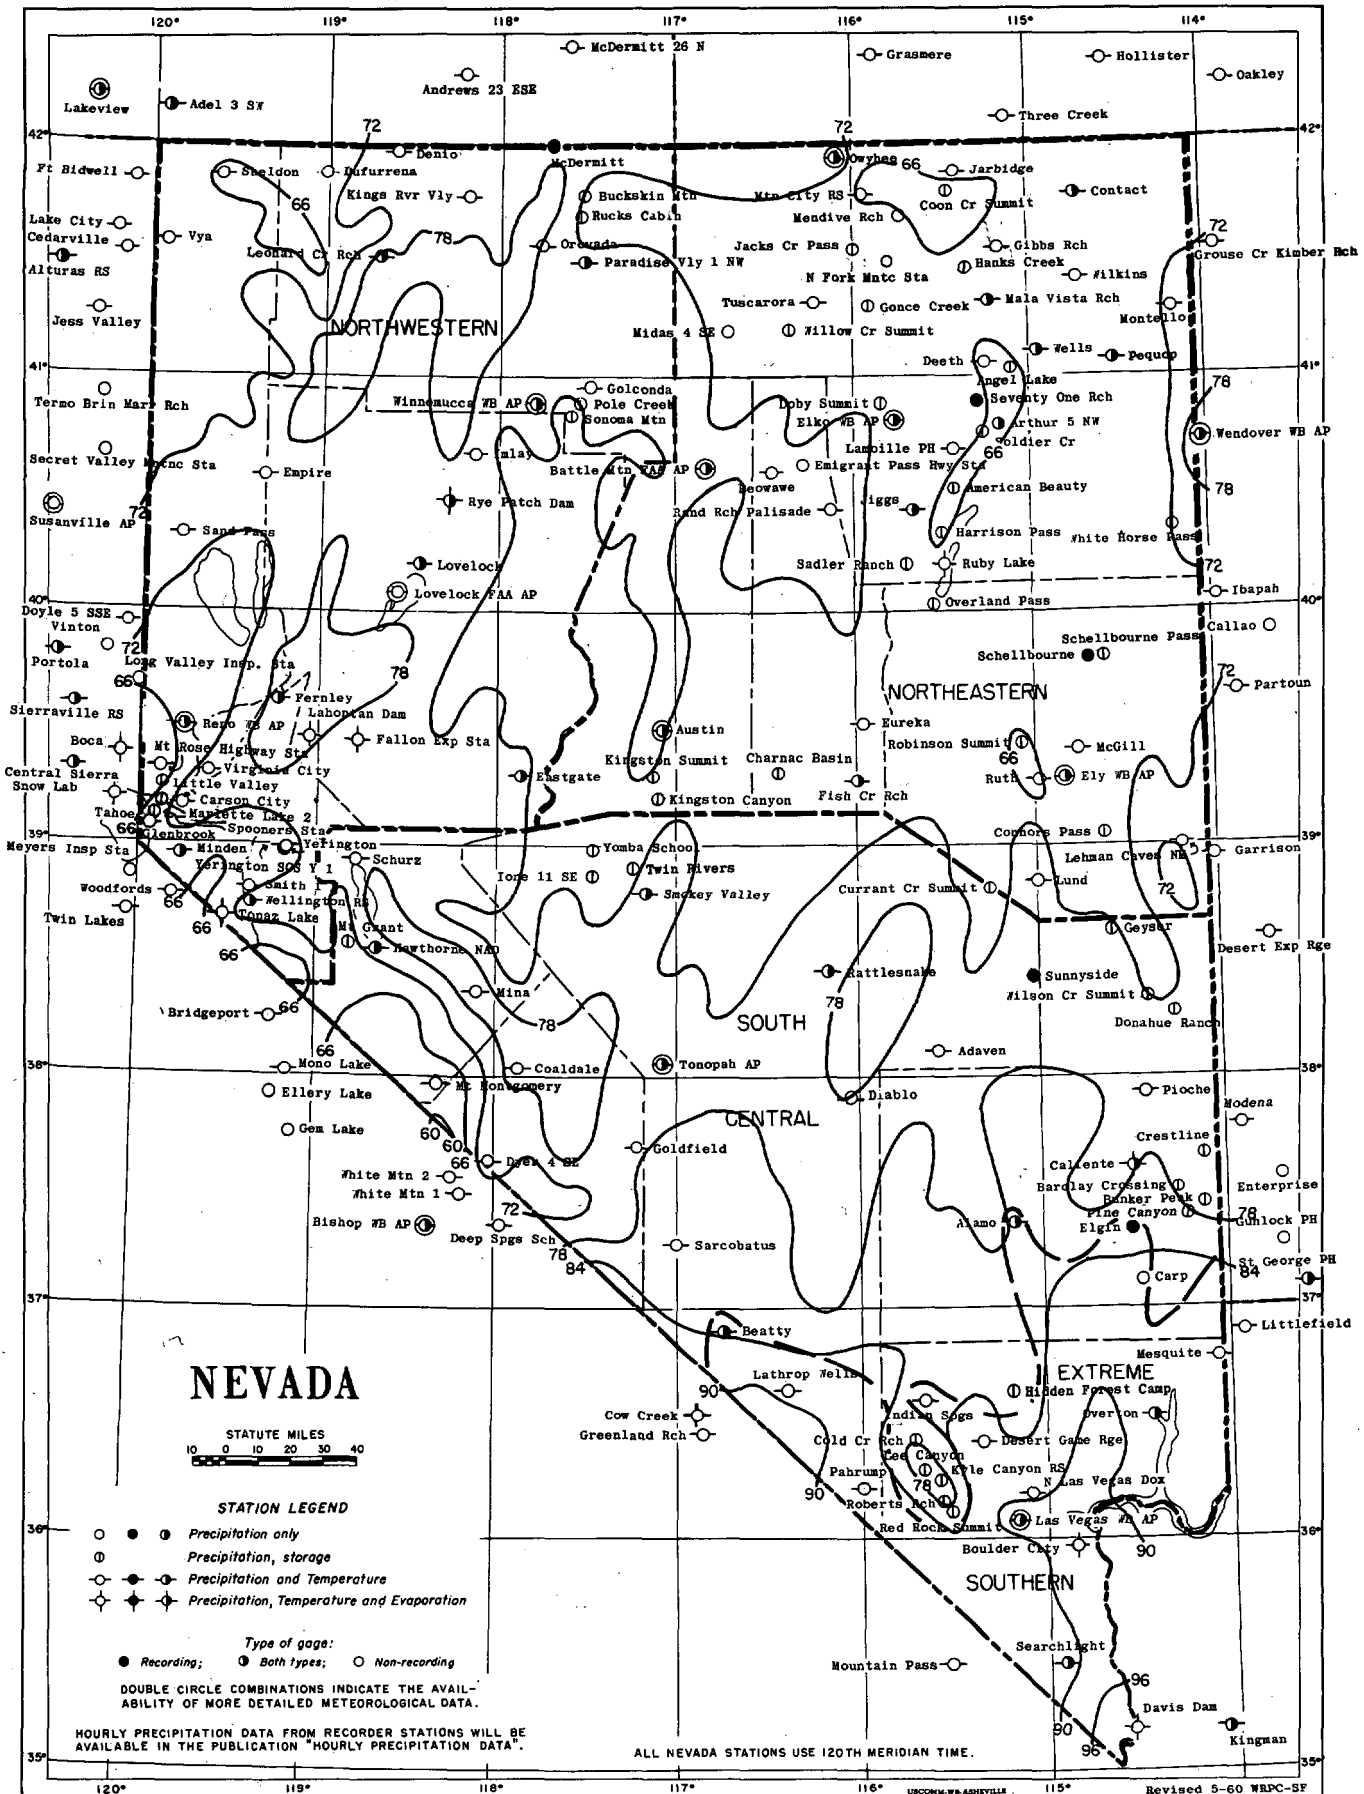 120° 119° 118° 117° 116° 115° 114°
McDermitt 26 N
Grasmere
Hollister
Oakley
Andrews 23 ESE
Lakeview
Adel 3 SW
Three Creek
42° 72 72 42°
Denio
McDermitt
Owyhee
66
Jarbidge
Ft Bidwell
Sheldon
Dufurrena
Kings Rvr Vly
Buckskin Mtn
Mtn City RS
Coon Cr Summit
Contact
66
Rucks Cabin
Mendive Rch
Lake City
Cedarville
Vya
78
Orovada
72
Grouse Cr Kimber Rch
Alturas RS
Leonard Cr Rch
Paradise Vly 1 NW
Jacks Cr Pass
Gibbs Rch
Hanks Creek
N Fork Mntc Sta
Wilkins
Jess Valley
Tuscarora
Gonce Creek
Mala Vista Rch
Montello
NORTHWESTERN
Midas 4 SE
Willow Cr Summit
Deeth
Wells
Pequop
41° 41°
Angel Lake
Termo Brin Marr Rch
Golconda
Winnemucca WB AP
Pole Creek
Sonoma Mtn
Doby Summit
Elko WB AP
Seventy One Rch
Arthur 5 NW
Soldier Cr
78
Wendover WB AP
Secret Valley Mntnc Sta
Empire
Imlay
Battle Mtn FAA AP
Lamoille PH
66
Emigrant Pass Hwy Sta
Beowawe
American Beauty
78
Susanville AP
72
Rye Patch Dam
Rand Rch Palisade
Jiggs
Sand Pass
Harrison Pass
White Horse Pass
Lovelock
Lovelock FAA AP
Sadler Ranch
Ruby Lake
72
Ibapah
40° 40°
Doyle 5 SSE
Vinton
Overland Pass
Callao
Portola
72
66
Long Valley Insp. Sta
78
Schellbourne Pass
Schellbourne
72
Partoun
Sierraville RS
Fernley
NORTHEASTERN
Reno WB AP
Lahontan Dam
Fallon Exp Sta
Austin
Eureka
Boca
Mt Rose Highway Sta
Robinson Summit
66
McGill
Central Sierra Snow Lab
Virginia City
Little Valley
Eastgate
Kingston Summit
Charnac Basin
Fish Cr Rch
Ruth
Ely WB AP
Carson City
Kingston Canyon
Tahoe
Marlette Lake 2
66
Glenbrook
Spooners Sta
Connors Pass
39° 39°
Meyers Insp Sta
Minden
Yerington
Yerington SCS Y 1
Schurz
Yomba School
Ione 11 SE
Twin Rivers
Lehman Caves NM
Garrison
Woodfords
66
Smith 1
Wellington RS
Smokey Valley
Currant Cr Summit
Lund
72
Twin Lakes
66
Topaz Lake
Mt Grant
Hawthorne NAD
Geyser
Desert Exp Rge
66
Rattlesnake
78
Sunnyside
Mina
Wilson Cr Summit
Bridgeport
66
78
SOUTH
Donahue Ranch
66
Mono Lake
Coaldale
Tonopah AP
Adaven
38° 38°
Ellery Lake
Mt Montgomery
Diablo
Pioche
Modena
Gem Lake
60
60
66
CENTRAL
Goldfield
Crestline
White Mtn 2
Dyer 4 SE
Caliente
White Mtn 1
Barclay Crossing
Bunker Peak
Enterprise
Bishop WB AP
72
Deep Spgs Sch
Alamo
Pine Canyon
Elgin
78
Gunlock PH
78
84
Sarcobatus
Carp
St George PH
84
37° 37°
Beatty
Littlefield
NEVADA
STATUTE MILES
10 0 10 20 30 40
Lathrop Wells
Mesquite
EXTREME
90
Hidden Forest Camp
Cow Creek
Greenland Rch
Indian Spgs
Overton
Cold Cr Rch
Desert Game Rge
Lee Canyon
Kyle Canyon RS
Pahrump
78
N Las Vegas Dox
90
Roberts Rch
Red Rock Summit
Las Vegas WB AP
36° 36°
Boulder City
90
SOUTHERN
STATION LEGEND
Precipitation only
Precipitation, storage
Precipitation and Temperature
Precipitation, Temperature and Evaporation
Type of gage:
Recording; Both types; Non-recording
Searchlight
Mountain Pass
96
Davis Dam
90
96
Kingman
DOUBLE CIRCLE COMBINATIONS INDICATE THE AVAIL-
ABILITY OF MORE DETAILED METEOROLOGICAL DATA.
HOURLY PRECIPITATION DATA FROM RECORDER STATIONS WILL BE
AVAILABLE IN THE PUBLICATION "HOURLY PRECIPITATION DATA".
ALL NEVADA STATIONS USE 120TH MERIDIAN TIME.
35° 35°
120° 119° 118° 117° 116° 115°
USCOMM-WB-ASHEVILLE
Revised 5-60 WRPC-SF